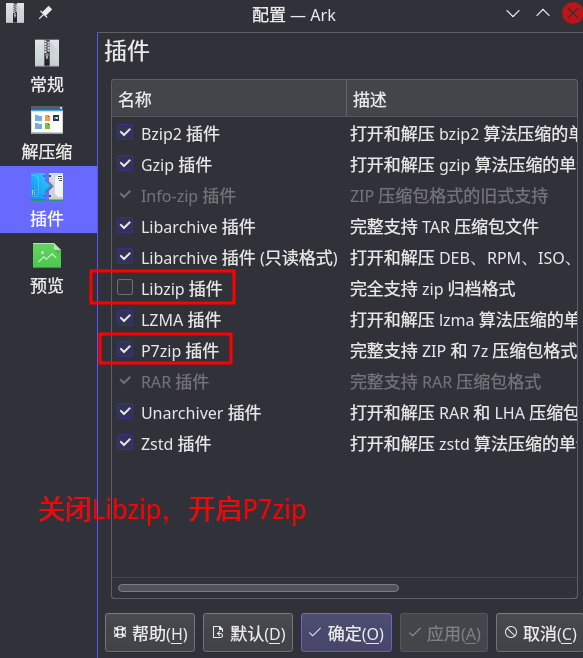 配置 — Ark
插件
常规
解压缩
插件
预览
名称 描述
Bzip2 插件 打开和解压 bzip2 算法压缩的单
Gzip 插件 打开和解压 gzip 算法压缩的单
Info-zip 插件 ZIP 压缩包格式的旧式支持
Libarchive 插件 完整支持 TAR 压缩包文件
Libarchive 插件 (只读格式) 打开和解压 DEB、RPM、ISO、
Libzip 插件 完全支持 zip 归档格式
LZMA 插件 打开和解压 lzma 算法压缩的单
P7zip 插件 完整支持 ZIP 和 7z 压缩包格式
RAR 插件 完整支持 RAR 压缩包格式
Unarchiver 插件 打开和解压 RAR 和 LHA 压缩包
Zstd 插件 打开和解压 zstd 算法压缩的单
关闭Libzip，开启P7zip
帮助(H) 默认(D) 确定(O) 应用(A) 取消(C)